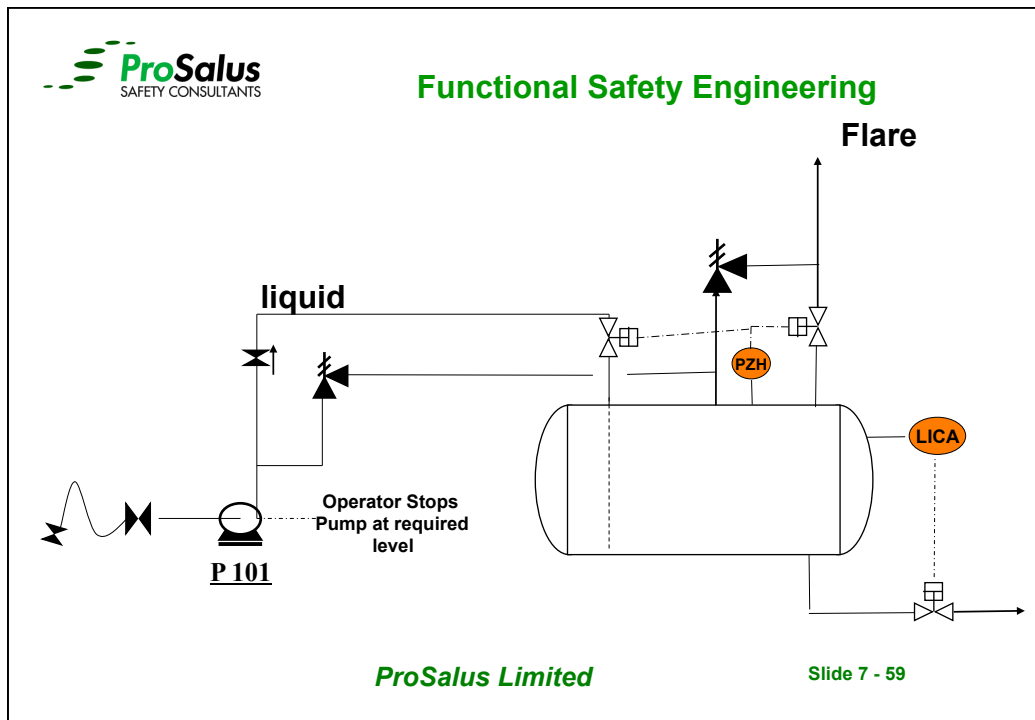 ProSalus
SAFETY CONSULTANTS
Functional Safety Engineering
Flare
liquid
PZH
LICA
Operator Stops
Pump at required
level
P 101
ProSalus Limited
Slide 7 - 59